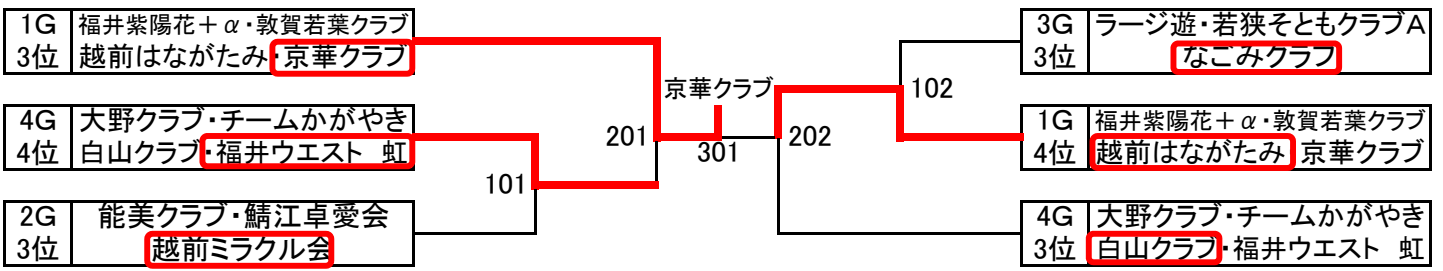 1G 福井紫陽花＋α・敦賀若葉クラブ
3位 越前はながたみ・京華クラブ
4G 大野クラブ・チームかがやき
4位 白山クラブ・福井ウエスト　虹
2G 能美クラブ・鯖江卓愛会
3位 越前ミラクル会
101
201
京華クラブ
301
202
102
3G ラージ遊・若狭そともクラブA
3位 なごみクラブ
1G 福井紫陽花＋α・敦賀若葉クラブ
4位 越前はながたみ 京華クラブ
4G 大野クラブ・チームかがやき
3位 白山クラブ・福井ウエスト　虹